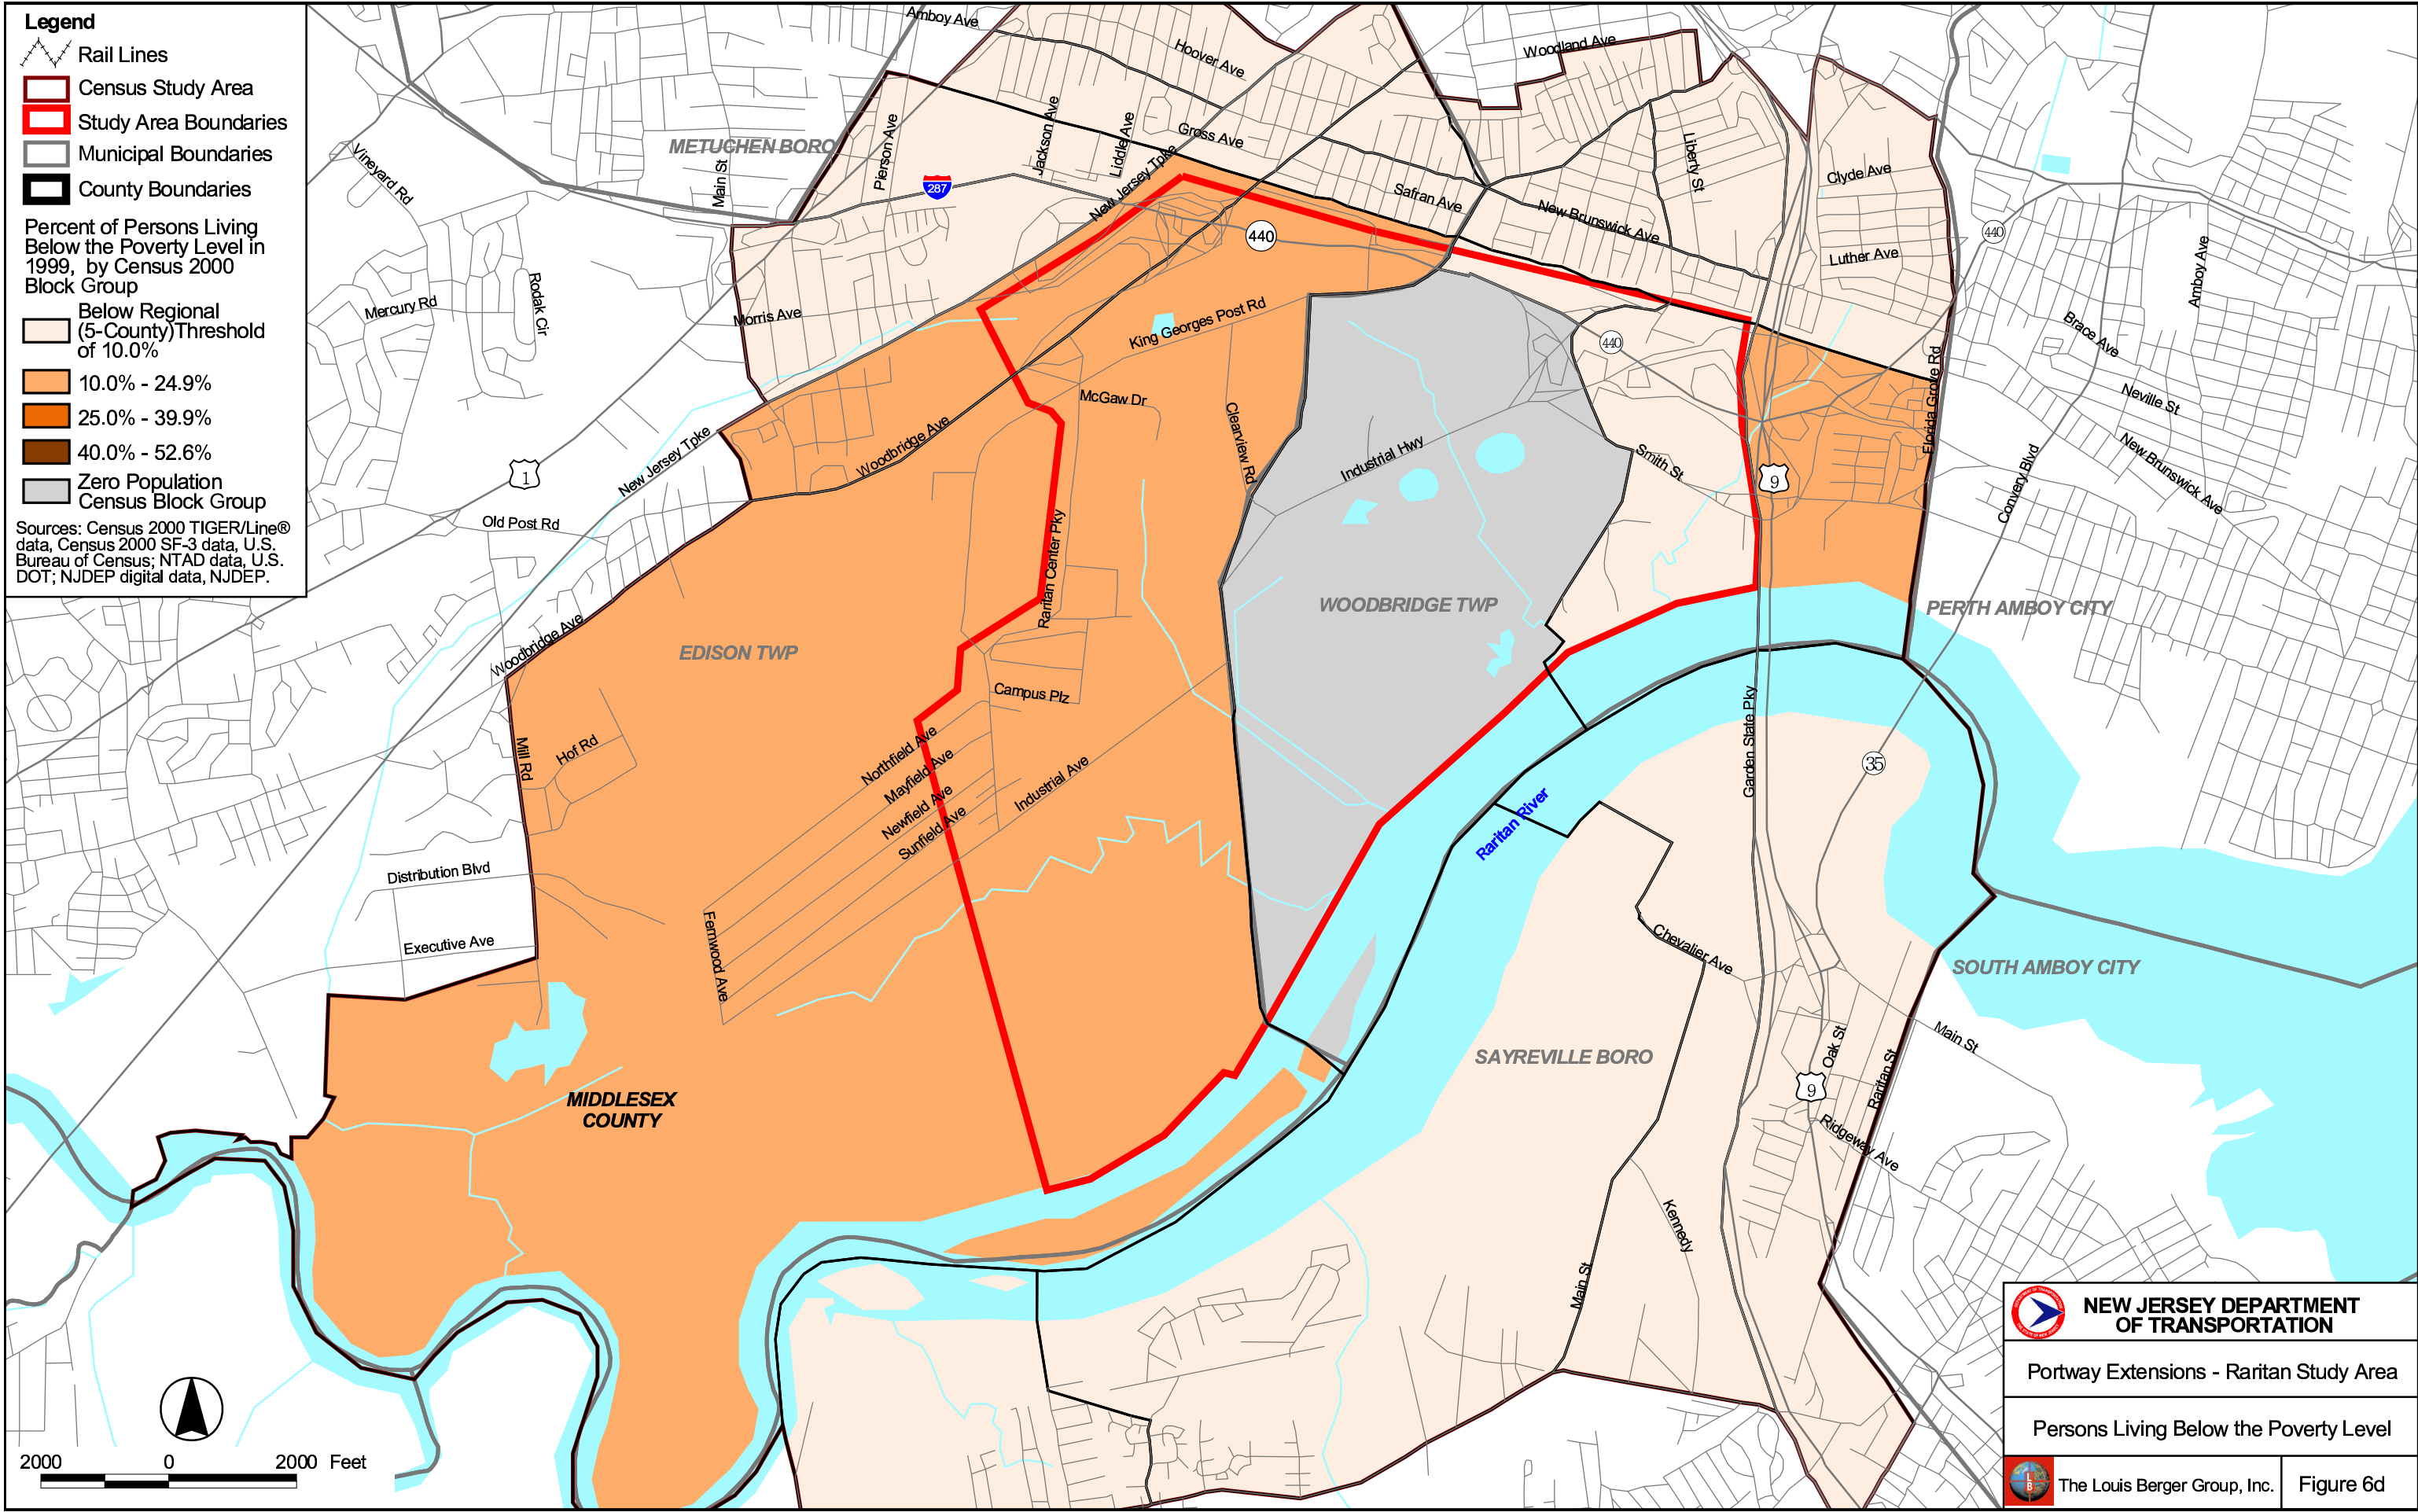 Legend
Rail Lines
Census Study Area
Study Area Boundaries
Municipal Boundaries
County Boundaries
Percent of Persons Living
Below the Poverty Level in
1999, by Census 2000
Block Group
Below Regional
(5-County)Threshold
of 10.0%
10.0% - 24.9%
25.0% - 39.9%
40.0% - 52.6%
Zero Population
Census Block Group
Sources: Census 2000 TIGER/Line®
data, Census 2000 SF-3 data, U.S.
Bureau of Census; NTAD data, U.S.
DOT; NJDEP digital data, NJDEP.
Amboy Ave
Hoover Ave
Woodland Ave
METUCHEN BORO
Main St
Pierson Ave
Jackson Ave
Liddle Ave
Gross Ave
Liberty St
Vineyard Rd
287
New Jersey Tpke
Safran Ave
New Brunswick Ave
Clyde Ave
440
440
Luther Ave
Amboy Ave
Mercury Rd
Rodak Cir
Morris Ave
King Georges Post Rd
440
Brace Ave
McGaw Dr
Clearview Rd
Florida Grove Rd
Neville St
Woodbridge Ave
New Jersey Tpke
1
Industrial Hwy
Smith St
9
Convery Blvd
New Brunswick Ave
Old Post Rd
Raritan Center Pky
WOODBRIDGE TWP
PERTH AMBOY CITY
Woodbridge Ave
EDISON TWP
Campus Plz
Mill Rd
Hof Rd
Northfield Ave
Mayfield Ave
Newfield Ave
Sunfield Ave
Industrial Ave
Garden State Pky
35
Raritan River
Distribution Blvd
Executive Ave
Fernwood Ave
Chevalier Ave
SOUTH AMBOY CITY
SAYREVILLE BORO
Main St
Oak St
Raritan St
9
Ridgeway Ave
MIDDLESEX
COUNTY
Kennedy
Main St
2000 0 2000 Feet
NEW JERSEY DEPARTMENT
OF TRANSPORTATION
Portway Extensions - Raritan Study Area
Persons Living Below the Poverty Level
The Louis Berger Group, Inc.
Figure 6d